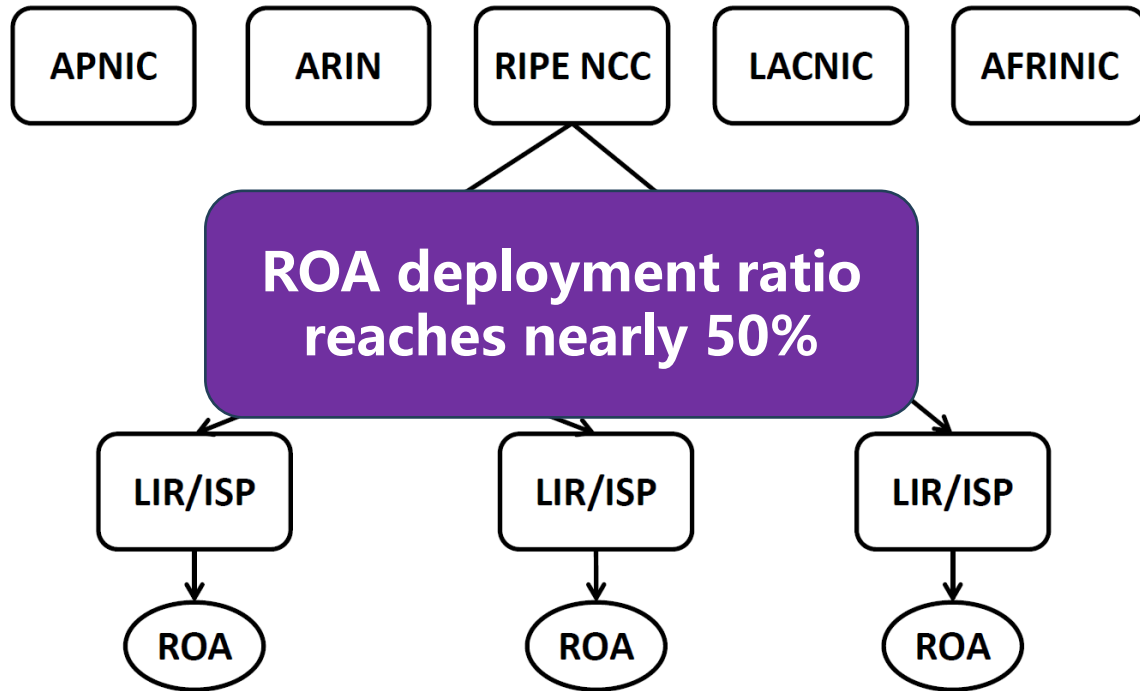 APNIC
ARIN
RIPE NCC
LACNIC
AFRINIC
ROA deployment ratio
reaches nearly 50%
LIR/ISP
LIR/ISP
LIR/ISP
ROA
ROA
ROA